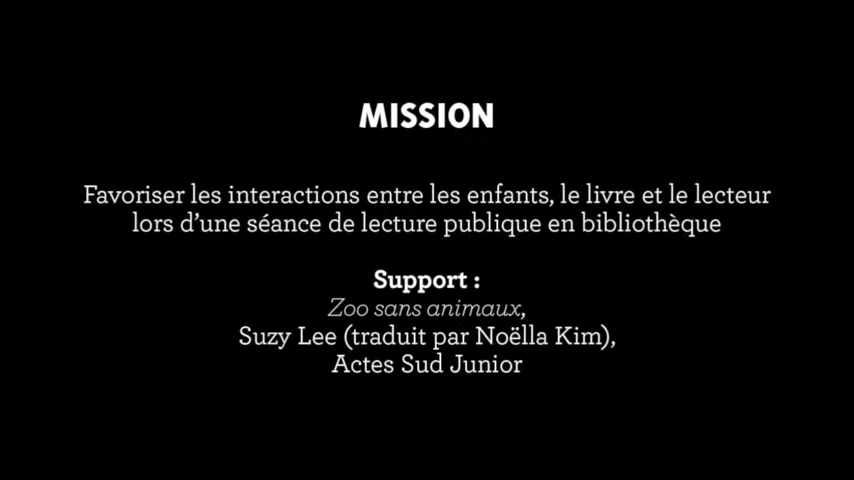 MISSION
Favoriser les interactions entre les enfants, le livre et le lecteur
lors d’une séance de lecture publique en bibliothèque
Support :
Zoo sans animaux,
Suzy Lee (traduit par Noëlla Kim),
Actes Sud Junior